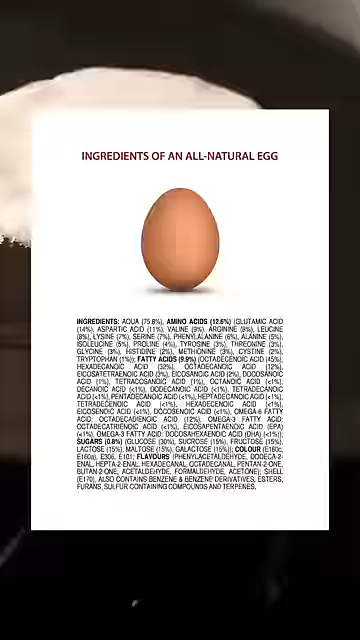 INGREDIENTS OF AN ALL-NATURAL EGG
INGREDIENTS: AQUA (75.8%), AMINO ACIDS (12.6%) (GLUTAMIC ACID
(14%), ASPARTIC ACID (11%), VALINE (9%), ARGININE (8%), LEUCINE
(8%), LYSINE (7%), SERINE (7%), PHENYLALANINE (6%), ALANINE (5%),
ISOLEUCINE (5%), PROLINE (4%), TYROSINE (3%), THREONINE (3%),
GLYCINE (3%), HISTIDINE (2%), METHIONINE (3%), CYSTINE (2%),
TRYPTOPHAN (1%)); FATTY ACIDS (9.9%) (OCTADECENOIC ACID (45%),
HEXADECANOIC ACID (32%), OCTADECANOIC ACID (12%),
EICOSATETRAENOIC ACID (3%), EICOSANOIC ACID (2%), DOCOSANOIC
ACID (1%), TETRACOSANOIC ACID (1%), OCTANOIC ACID (<1%);
DECANOIC ACID (<1%), DODECANOIC ACID (<1%), TETRADECANOIC
ACID (<1%), PENTADECANOIC ACID (<1%), HEPTADECANOIC ACID (<1%),
TETRADECENOIC ACID (<1%), HEXADECENOIC ACID (<1%),
EICOSENOIC ACID (<1%), DOCOSENOIC ACID (<1%), OMEGA-6 FATTY
ACID: OCTADECADIENOIC ACID (12%), OMEGA-3 FATTY ACID:
OCTADECATRIENOIC ACID (<1%), EICOSAPENTAENOIC ACID (EPA)
(<1%), OMEGA-3 FATTY ACID: DOCOSAHEXAENOIC ACID (DHA) (<1%));
SUGARS (0.8%) (GLUCOSE (30%), SUCROSE (15%), FRUCTOSE (15%),
LACTOSE (15%), MALTOSE (15%), GALACTOSE (15%)); COLOUR (E160c,
E160a), E306, E101; FLAVOURS (PHENYLACETALDEHYDE, DODECA-2-
ENAL, HEPTA-2-ENAL, HEXADECANAL, OCTADECANAL, PENTAN-2-ONE,
BUTAN-2-ONE, ACETALDEHYDE, FORMALDEHYDE, ACETONE); SHELL
(E170), ALSO CONTAINS BENZENE & BENZENE DERIVATIVES, ESTERS,
FURANS, SULFUR-CONTAINING COMPOUNDS AND TERPENES.